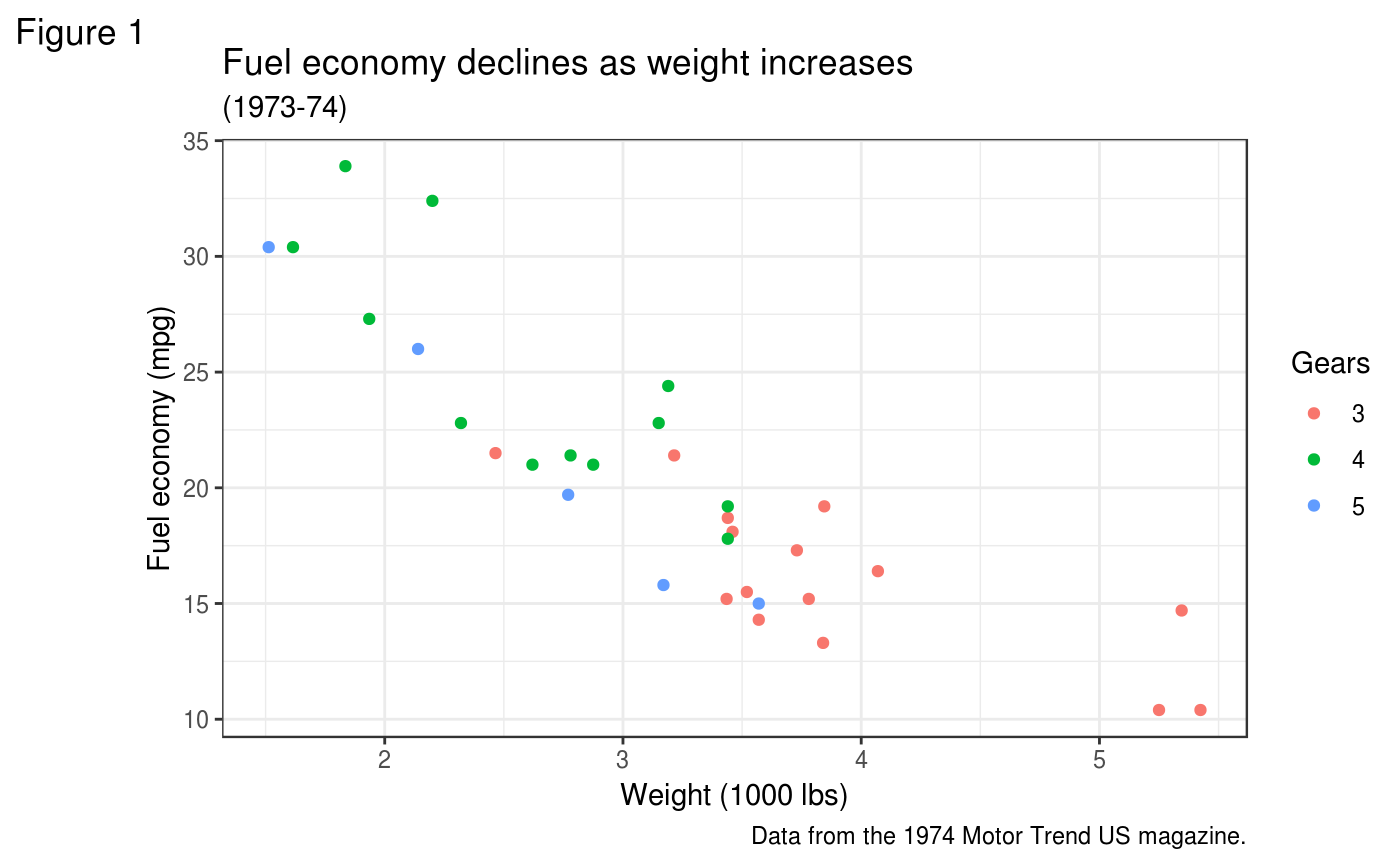 Figure 1
Fuel economy declines as weight increases
(1973-74)
35
30
25
20
15
10
Fuel economy (mpg)
2
3
4
5
Weight (1000 lbs)
Gears
3
4
5
Data from the 1974 Motor Trend US magazine.